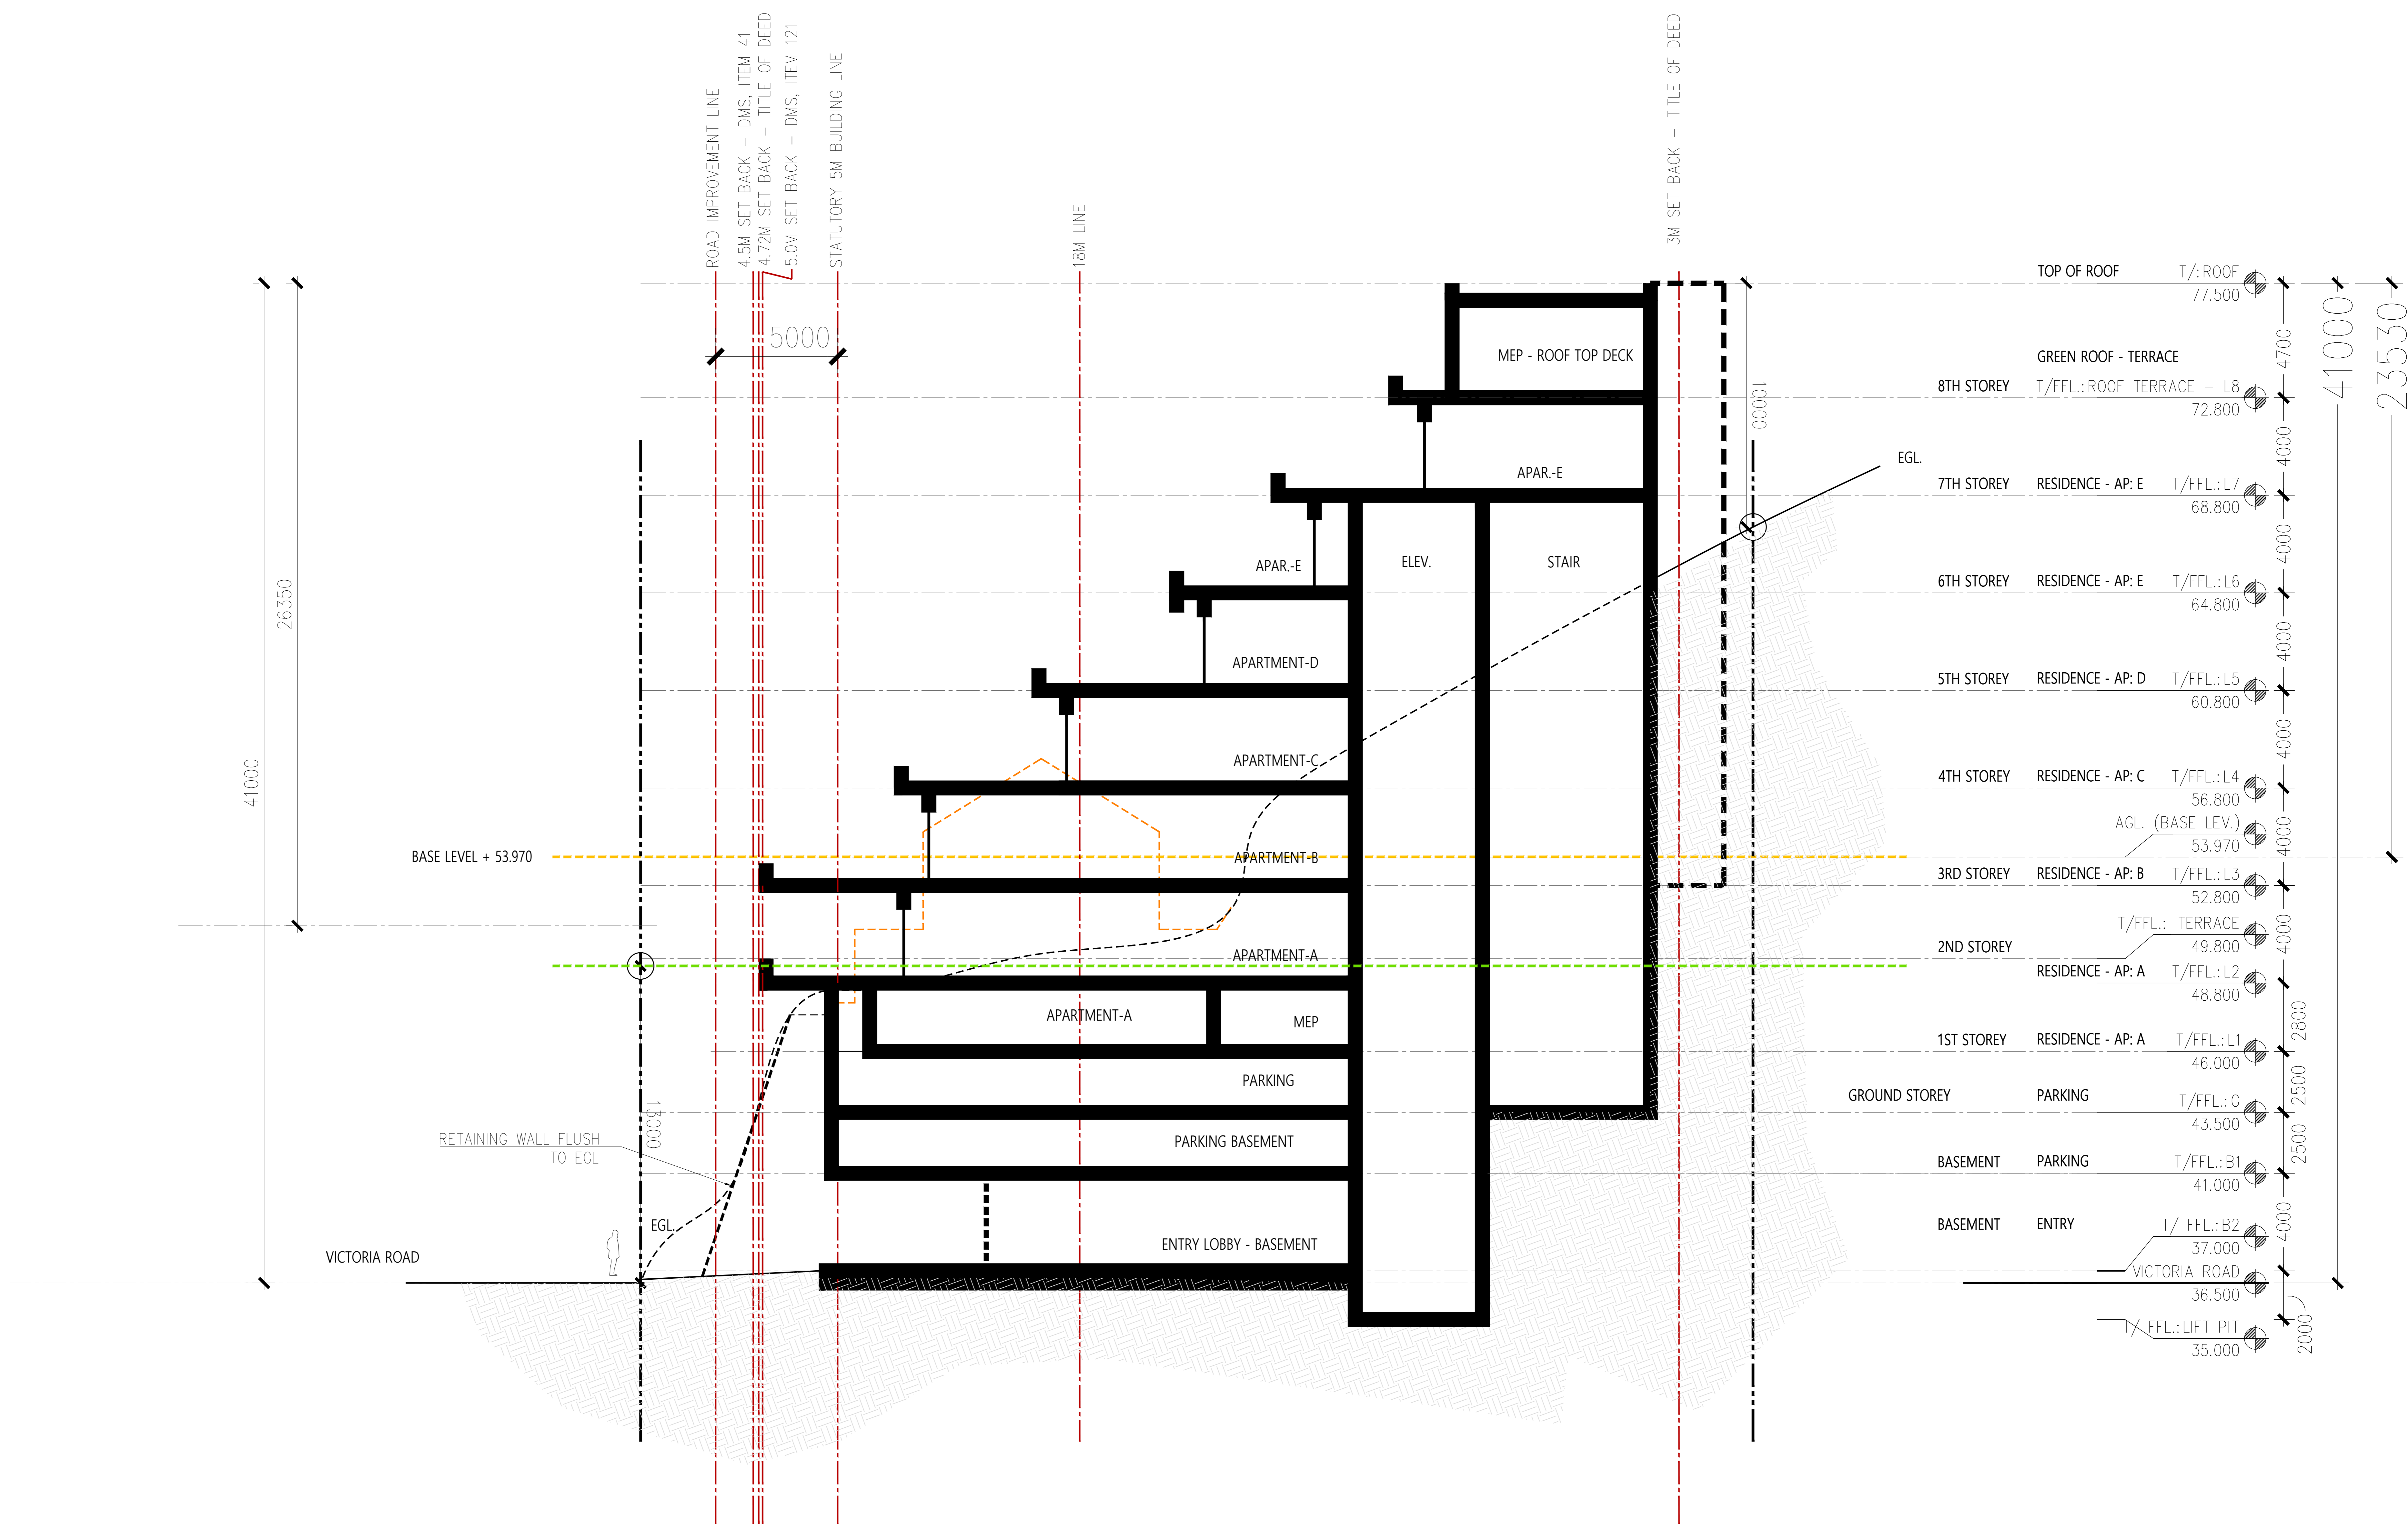 ROAD IMPROVEMENT LINE
4.5M SET BACK - DMS, ITEM 41
4.72M SET BACK - TITLE OF DEED
5.0M SET BACK - DMS, ITEM 121
STATUTORY 5M BUILDING LINE
18M LINE
3M SET BACK - TITLE OF DEED
5000
41000
26350
13000
10000
BASE LEVEL + 53.970
RETAINING WALL FLUSH
TO EGL
EGL.
VICTORIA ROAD
MEP - ROOF TOP DECK
APAR.-E
EGL.
ELEV.
STAIR
APAR.-E
APARTMENT-D
APARTMENT-C
APARTMENT-B
APARTMENT-A
APARTMENT-A
MEP
PARKING
PARKING BASEMENT
ENTRY LOBBY - BASEMENT
TOP OF ROOF T/:ROOF
77.500
GREEN ROOF - TERRACE
8TH STOREY T/FFL.:ROOF TERRACE - L8
72.800
7TH STOREY RESIDENCE - AP: E T/FFL.:L7
68.800
6TH STOREY RESIDENCE - AP: E T/FFL.:L6
64.800
5TH STOREY RESIDENCE - AP: D T/FFL.:L5
60.800
4TH STOREY RESIDENCE - AP: C T/FFL.:L4
56.800
AGL. (BASE LEV.)
53.970
3RD STOREY RESIDENCE - AP: B T/FFL.:L3
52.800
T/FFL.: TERRACE
49.800
2ND STOREY
RESIDENCE - AP: A T/FFL.:L2
48.800
1ST STOREY RESIDENCE - AP: A T/FFL.:L1
46.000
GROUND STOREY PARKING T/FFL.:G
43.500
BASEMENT PARKING T/FFL.:B1
41.000
BASEMENT ENTRY T/ FFL.:B2
37.000
VICTORIA ROAD
36.500
T/ FFL.:LIFT PIT
35.000
4700
4000
4000
4000
4000
4000
4000
2800
2500
2500
4000
2000
41000
23530